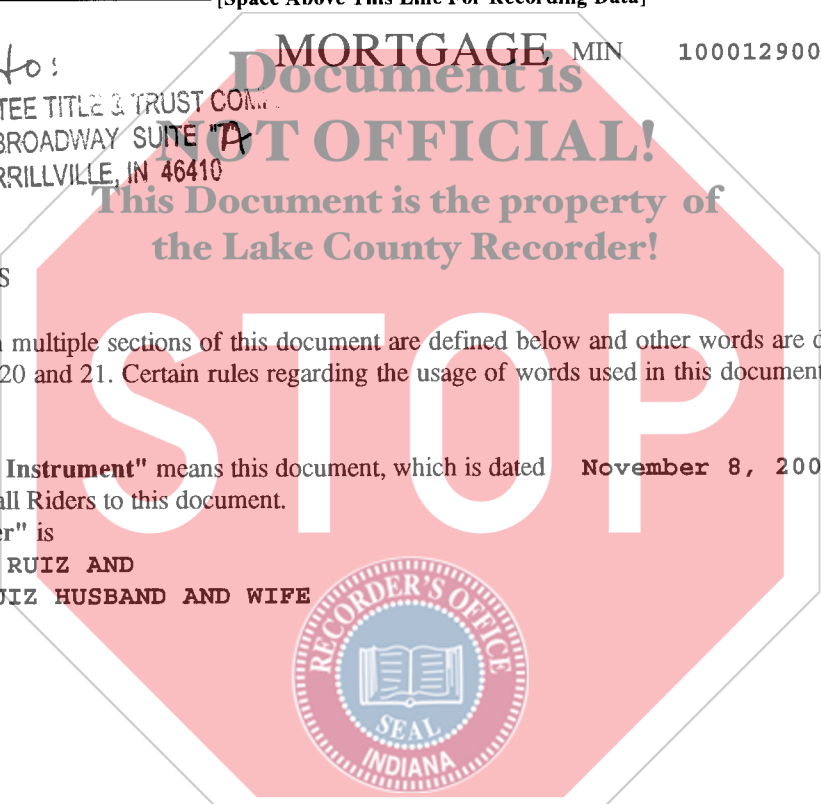 [Space Above This Line For Recording Data]
to:
MORTGAGE MIN 100012900
Document is
TEE TITLE & TRUST COM..
BROADWAY SUITE "A
NOT OFFICIAL!
RRILLVILLE, IN 46410
This Document is the property of
the Lake County Recorder!
S
multiple sections of this document are defined below and other words are d
20 and 21. Certain rules regarding the usage of words used in this document
STOP
Instrument" means this document, which is dated November 8, 200
all Riders to this document.
er" is
RUIZ AND
UIZ HUSBAND AND WIFE
RECORDER'S OFFICE
SEAL
INDIANA